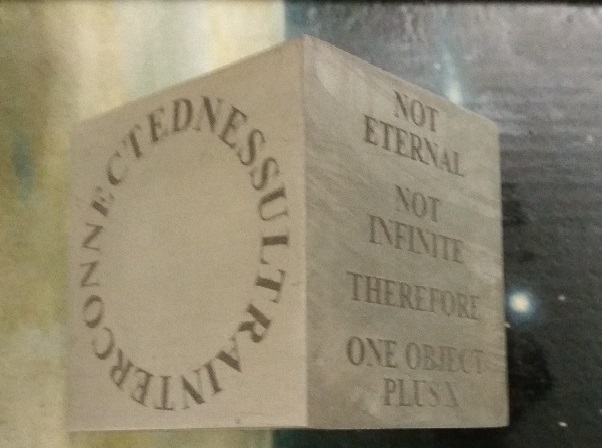 ULTRAINTERCONNECTEDNESS
NOT
ETERNAL
NOT
INFINITE
THEREFORE
ONE OBJECT
PLUS X